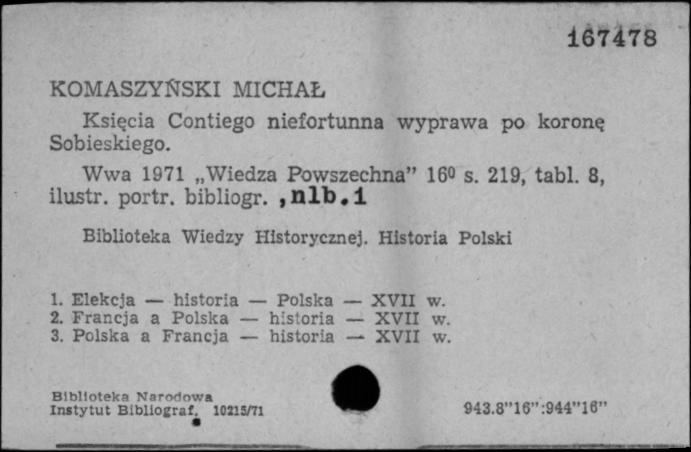 167478
KOMASZYŃSKI MICHAŁ
Księcia Contiego niefortunna wyprawa po koronę
Sobieskiego.
Wwa 1971 „Wiedza Powszechna” 16⁰ s. 219, tabl. 8,
ilustr. portr. bibliogr. , nlb. 1
Biblioteka Wiedzy Historycznej. Historia Polski
1. Elekcja — historia — Polska — XVII w.
2. Francja a Polska — historia — XVII w.
3. Polska a Francja — historia — XVII w.
Biblioteka Narodowa
Instytut Bibliograf. 10215/71
943.8”16”:944”16”